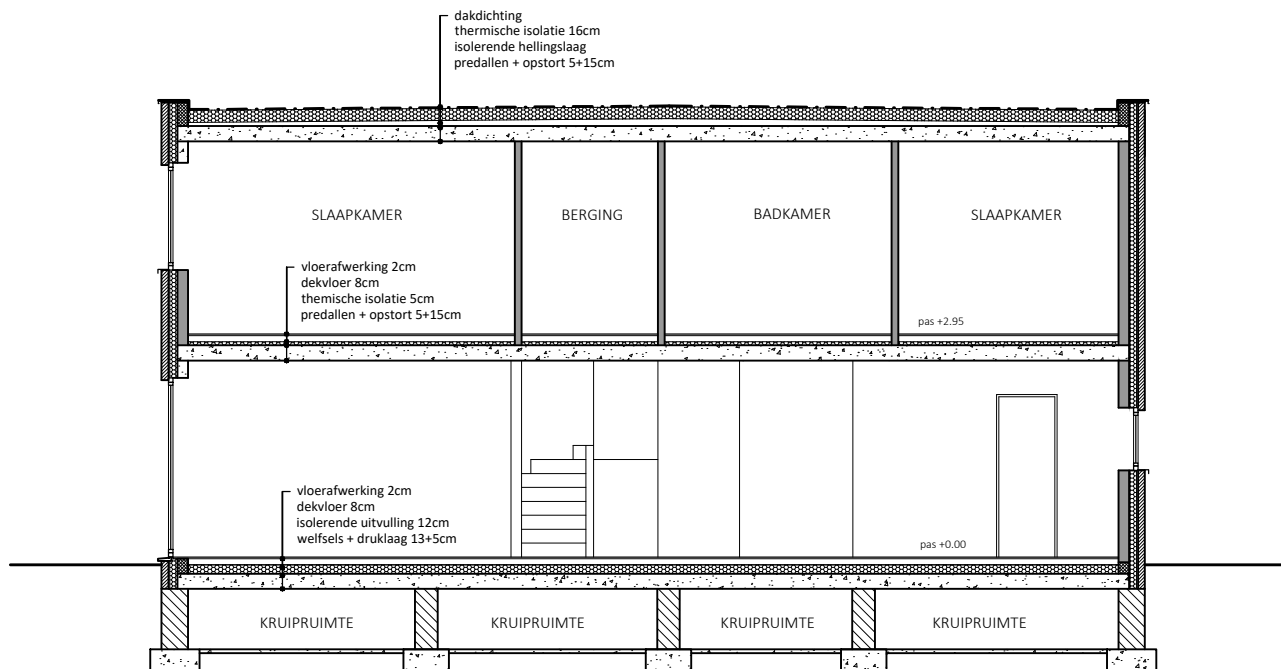 dakdichting
thermische isolatie 16cm
isolerende hellingslaag
predallen + opstort 5+15cm
SLAAPKAMER
BERGING
BADKAMER
SLAAPKAMER
vloerafwerking 2cm
dekvloer 8cm
themische isolatie 5cm
predallen + opstort 5+15cm
pas +2.95
vloerafwerking 2cm
dekvloer 8cm
isolerende uitvulling 12cm
welfsels + druklaag 13+5cm
pas +0.00
KRUIPRUIMTE
KRUIPRUIMTE
KRUIPRUIMTE
KRUIPRUIMTE